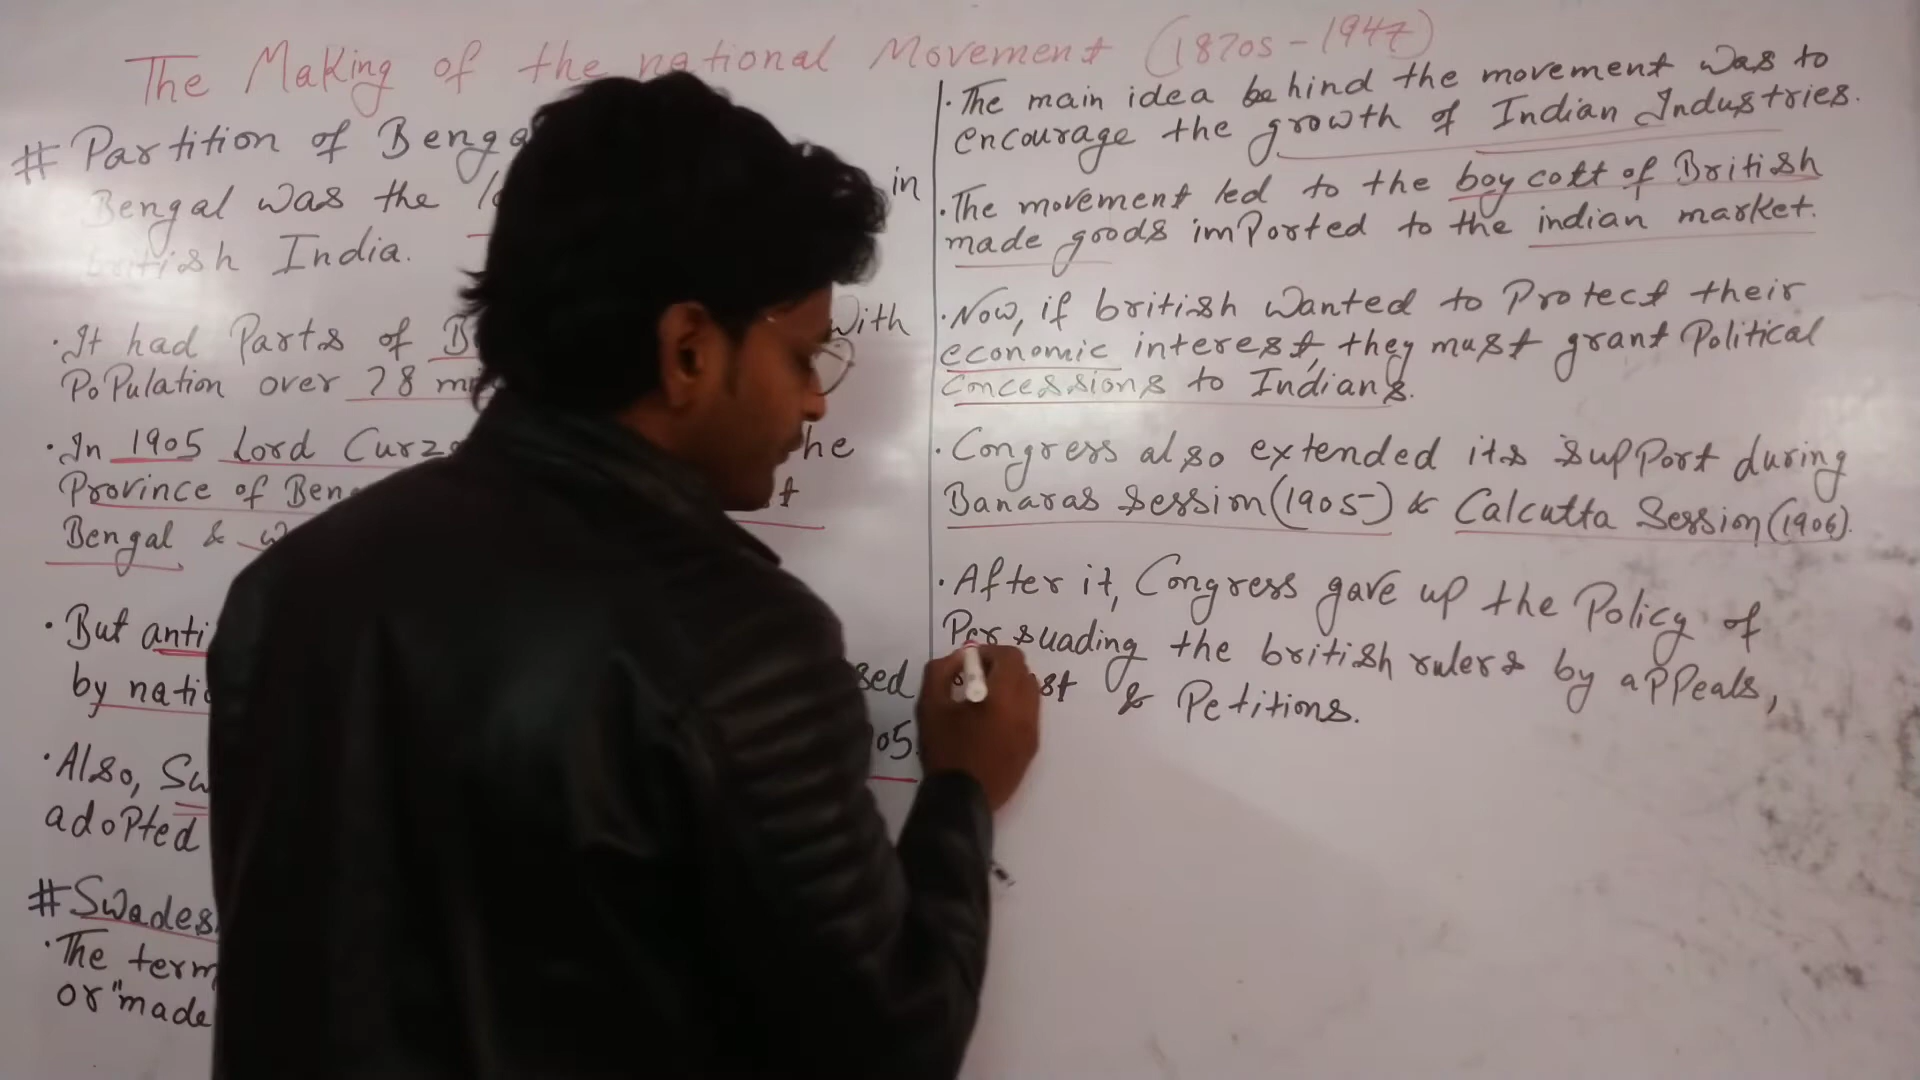 The Making of the national Movement (1870s-1947)
# Partition of Benga
Bengal was the in
british India.
· It had Parts of with
PoPulation over 78
· In 1905 Lord Curz he
Province of Ben
Bengal &
· But anti
by nati sed
· Also, Sw 905.
adoPted
# Swades
· The term
or "made
· The main idea behind the movement was to
encourage the growth of Indian Industries.
· The movement led to the boycott of British
made goods imPorted to the indian market.
· Now, if british wanted to Protect their
economic interest, they must grant Political
Concessions to Indians.
· Congress also extended its supPort during
Banaras Session(1905) & Calcutta Session(1906).
· After it, Congress gave up the Policy of
Persuading the british rulers by apPeals,
st & Petitions.